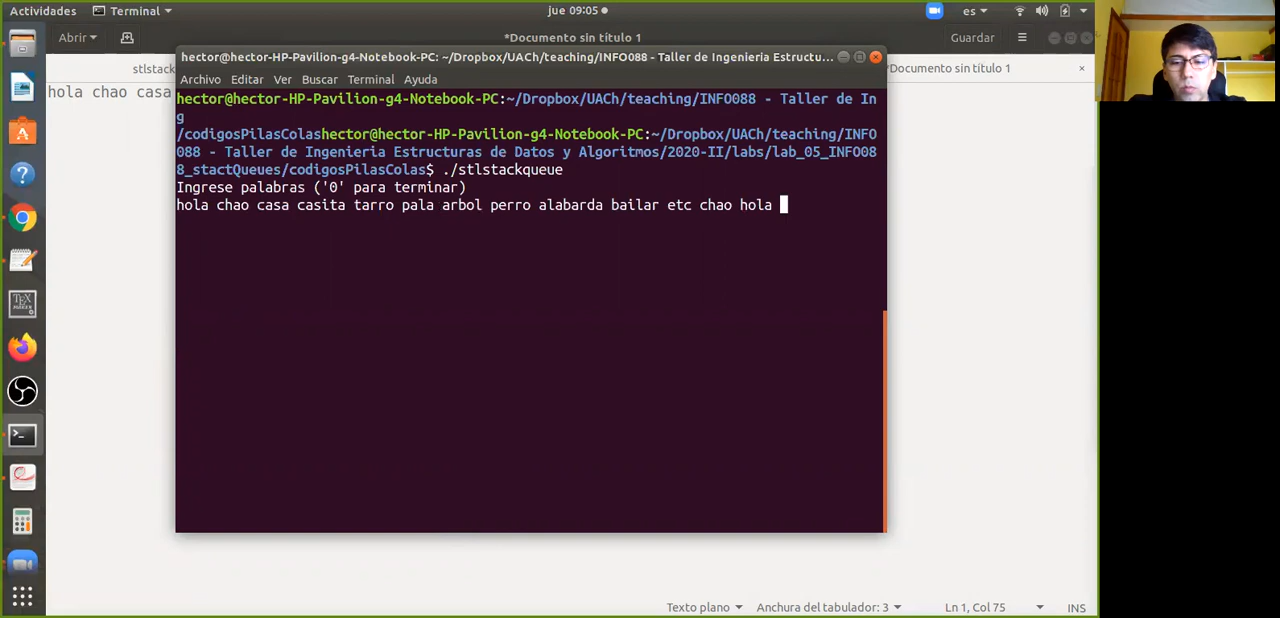 Actividades Terminal jue 09:05 es
Abrir *Documento sin título 1 Guardar
hector@hector-HP-Pavilion-g4-Notebook-PC: ~/Dropbox/UACh/teaching/INFO088 - Taller de Ingenieria Estructu...
stlstack Documento sin título 1 ×
Archivo Editar Ver Buscar Terminal Ayuda
hola chao casa
hector@hector-HP-Pavilion-g4-Notebook-PC:~/Dropbox/UACh/teaching/INFO088 - Taller de In
g
/codigosPilasColashector@hector-HP-Pavilion-g4-Notebook-PC:~/Dropbox/UACh/teaching/INFO
088 - Taller de Ingenieria Estructuras de Datos y Algoritmos/2020-II/labs/lab_05_INFO08
8_stactQueues/codigosPilasColas$ ./stlstackqueue
Ingrese palabras ('0' para terminar)
hola chao casa casita tarro pala arbol perro alabarda bailar etc chao hola
TEX
Texto plano Anchura del tabulador: 3 Ln 1, Col 75 INS